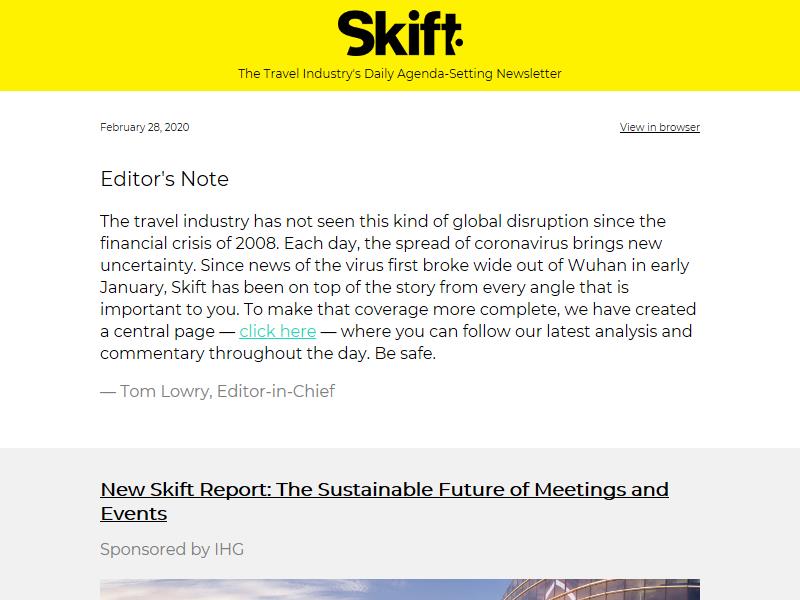 Skift
The Travel Industry's Daily Agenda-Setting Newsletter
February 28, 2020
View in browser
Editor's Note
The travel industry has not seen this kind of global disruption since the
financial crisis of 2008. Each day, the spread of coronavirus brings new
uncertainty. Since news of the virus first broke wide out of Wuhan in early
January, Skift has been on top of the story from every angle that is
important to you. To make that coverage more complete, we have created
a central page — click here — where you can follow our latest analysis and
commentary throughout the day. Be safe.
— Tom Lowry, Editor-in-Chief
New Skift Report: The Sustainable Future of Meetings and
Events
Sponsored by IHG